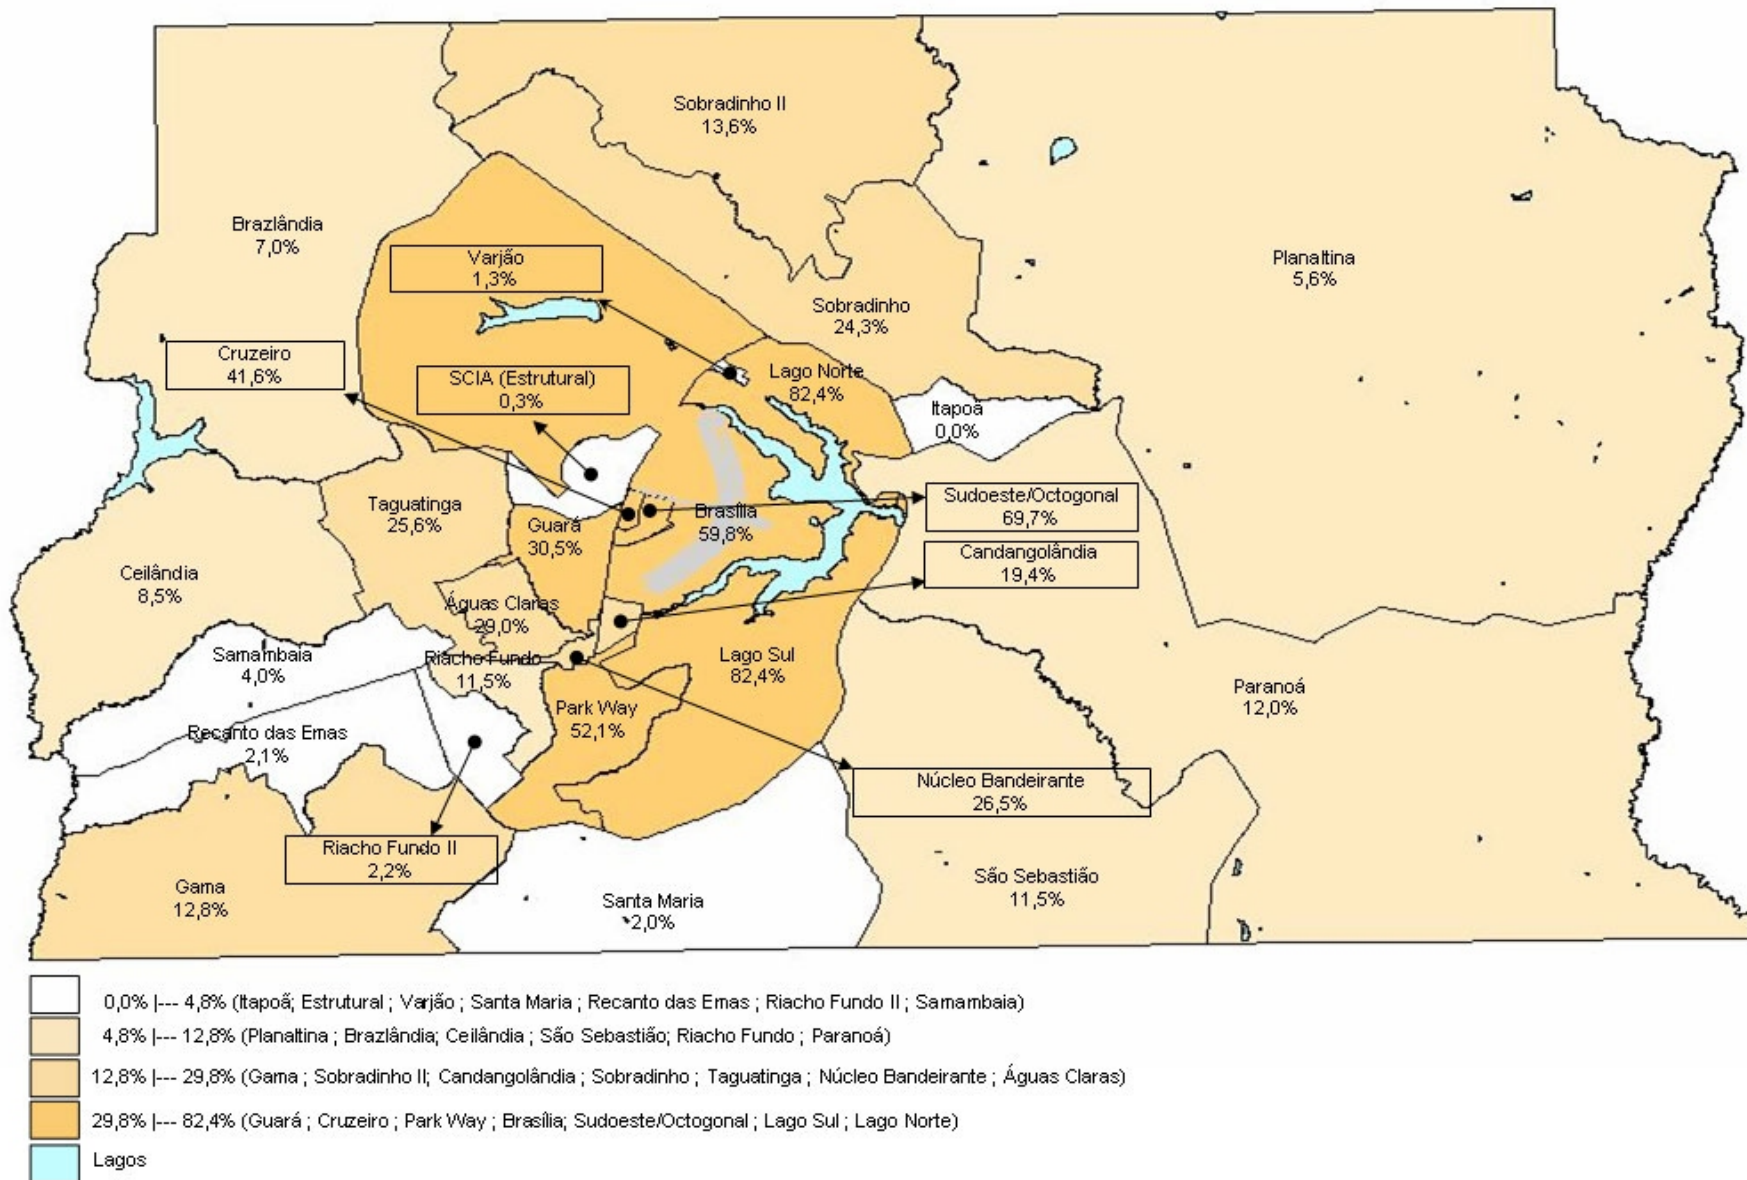 Sobradinho II
13,6%
Brazlândia
7,0%
Varjão
1,3%
Planaltina
5,6%
Sobradinho
24,3%
Cruzeiro
41,6%
SCIA (Estrutural)
0,3%
Lago Norte
82,4%
Itapoã
0,0%
Taguatinga
25,6%
Guará
30,5%
Brasília
59,8%
Sudoeste/Octogonal
69,7%
Candangolândia
19,4%
Ceilândia
8,5%
Águas Claras
29,0%
Samambaia
4,0%
Riacho Fundo
11,5%
Lago Sul
82,4%
Paranoá
12,0%
Park Way
52,1%
Recanto das Emas
2,1%
Núcleo Bandeirante
26,5%
Riacho Fundo II
2,2%
Gama
12,8%
Santa Maria
2,0%
São Sebastião
11,5%
0,0% |--- 4,8% (Itapoã; Estrutural ; Varjão ; Santa Maria ; Recanto das Emas ; Riacho Fundo II ; Samambaia)
4,8% |--- 12,8% (Planaltina ; Brazlândia; Ceilândia ; São Sebastião; Riacho Fundo ; Paranoá)
12,8% |--- 29,8% (Gama ; Sobradinho II; Candangolândia ; Sobradinho ; Taguatinga ; Núcleo Bandeirante ; Águas Claras)
29,8% |--- 82,4% (Guará ; Cruzeiro ; Park Way ; Brasília; Sudoeste/Octogonal ; Lago Sul ; Lago Norte)
Lagos